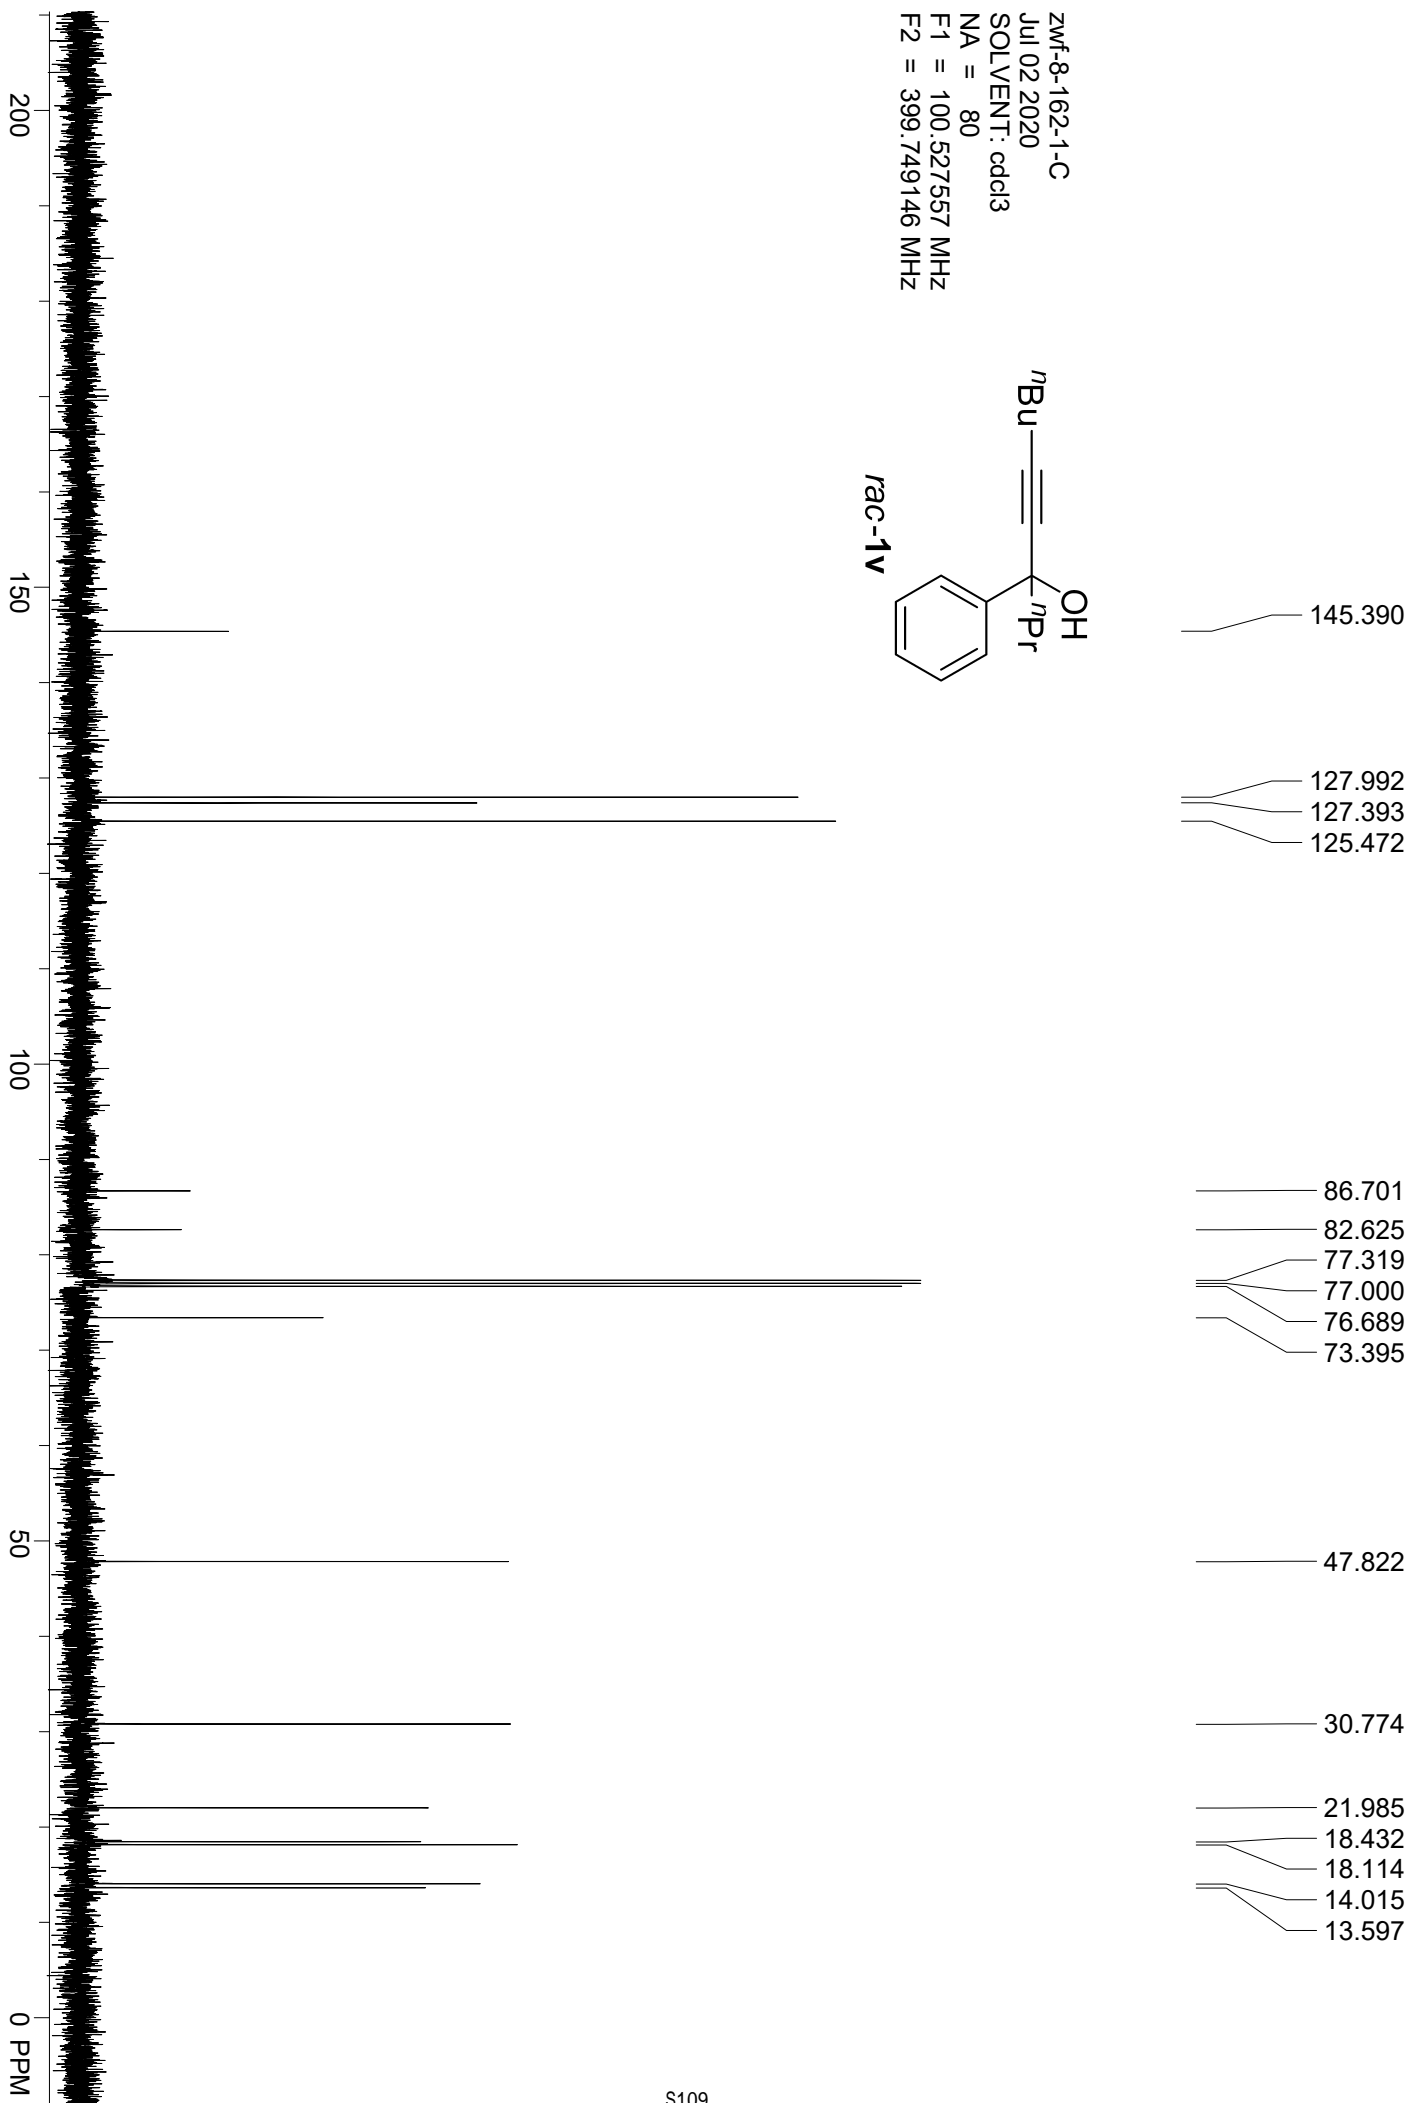 zwf-8-162-1-C
Jul 02 2020
SOLVENT: cdcl3
NA = 80
F1 = 100.527557 MHz
F2 = 399.749146 MHz
OH
nBu
nPr
rac-1v
145.390
127.992
127.393
125.472
86.701
82.625
77.319
77.000
76.689
73.395
47.822
30.774
21.985
18.432
18.114
14.015
13.597
200
150
100
50
0 PPM
S109